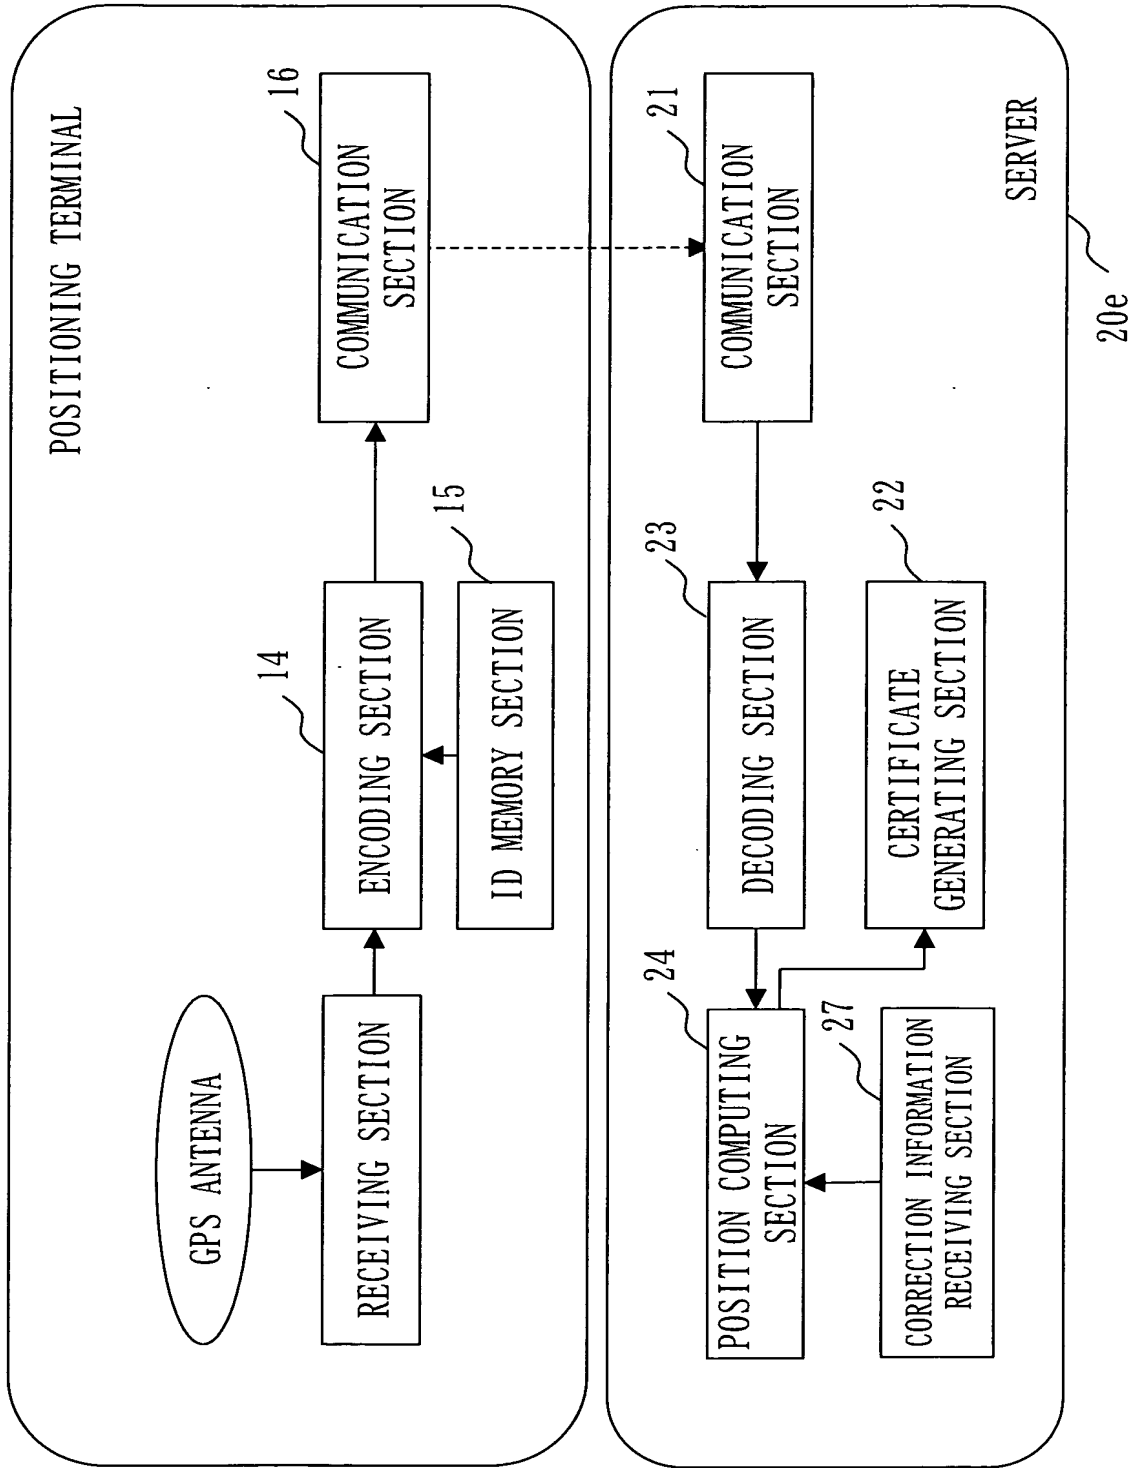 POSITIONING TERMINAL
GPS ANTENNA
RECEIVING SECTION
14
ENCODING SECTION
15
ID MEMORY SECTION
16
COMMUNICATION
SECTION
24
POSITION COMPUTING
SECTION
27
CORRECTION INFORMATION
RECEIVING SECTION
23
DECODING SECTION
22
CERTIFICATE
GENERATING SECTION
21
COMMUNICATION
SECTION
SERVER
20e